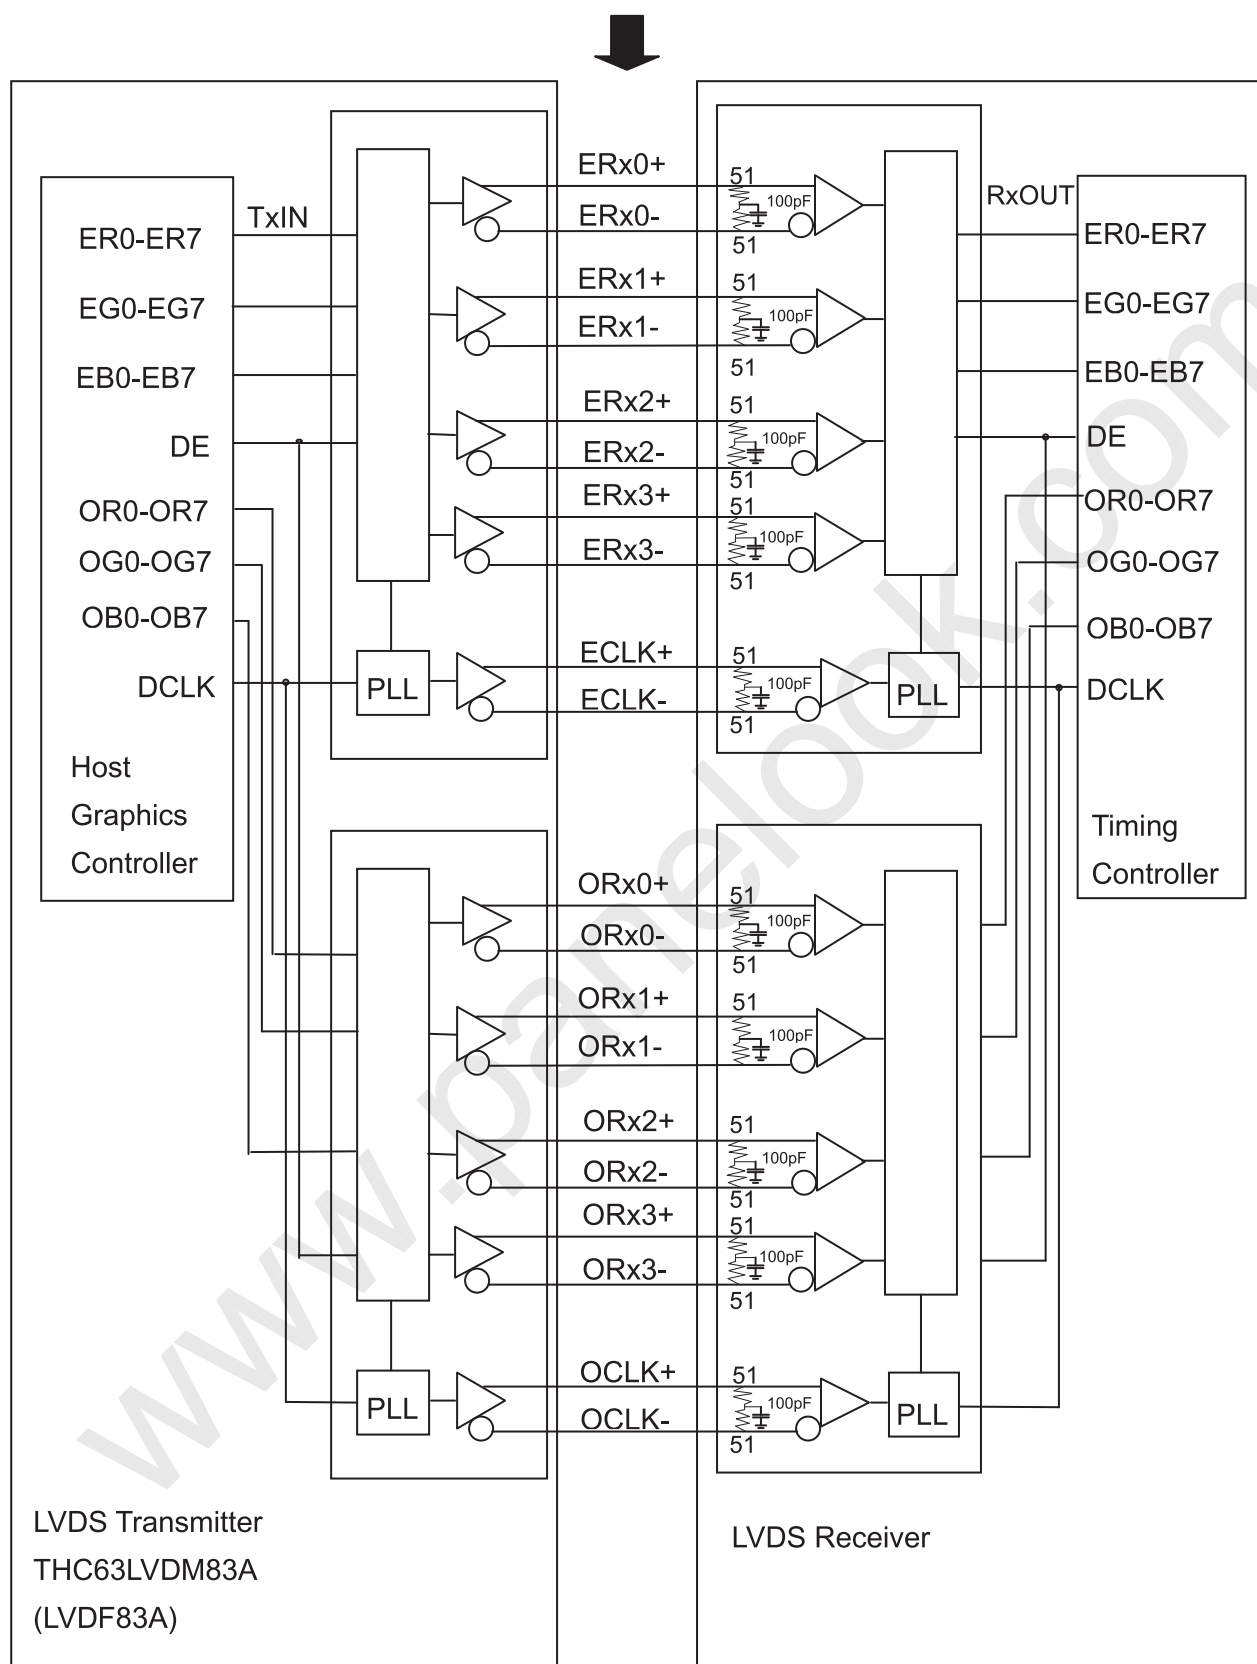 TxIN
ER0-ER7
EG0-EG7
EB0-EB7
DE
OR0-OR7
OG0-OG7
OB0-OB7
DCLK
Host
Graphics
Controller
PLL
PLL
ERx0+
ERx0-
ERx1+
ERx1-
ERx2+
ERx2-
ERx3+
ERx3-
ECLK+
ECLK-
ORx0+
ORx0-
ORx1+
ORx1-
ORx2+
ORx2-
ORx3+
ORx3-
OCLK+
OCLK-
51
100pF
51
51
100pF
51
51
100pF
51
51
100pF
51
51
100pF
51
51
100pF
51
51
100pF
51
51
100pF
51
51
100pF
51
51
100pF
51
PLL
PLL
RxOUT
ER0-ER7
EG0-EG7
EB0-EB7
DE
OR0-OR7
OG0-OG7
OB0-OB7
DCLK
Timing
Controller
LVDS Transmitter
THC63LVDM83A
(LVDF83A)
LVDS Receiver
www.panelook.com